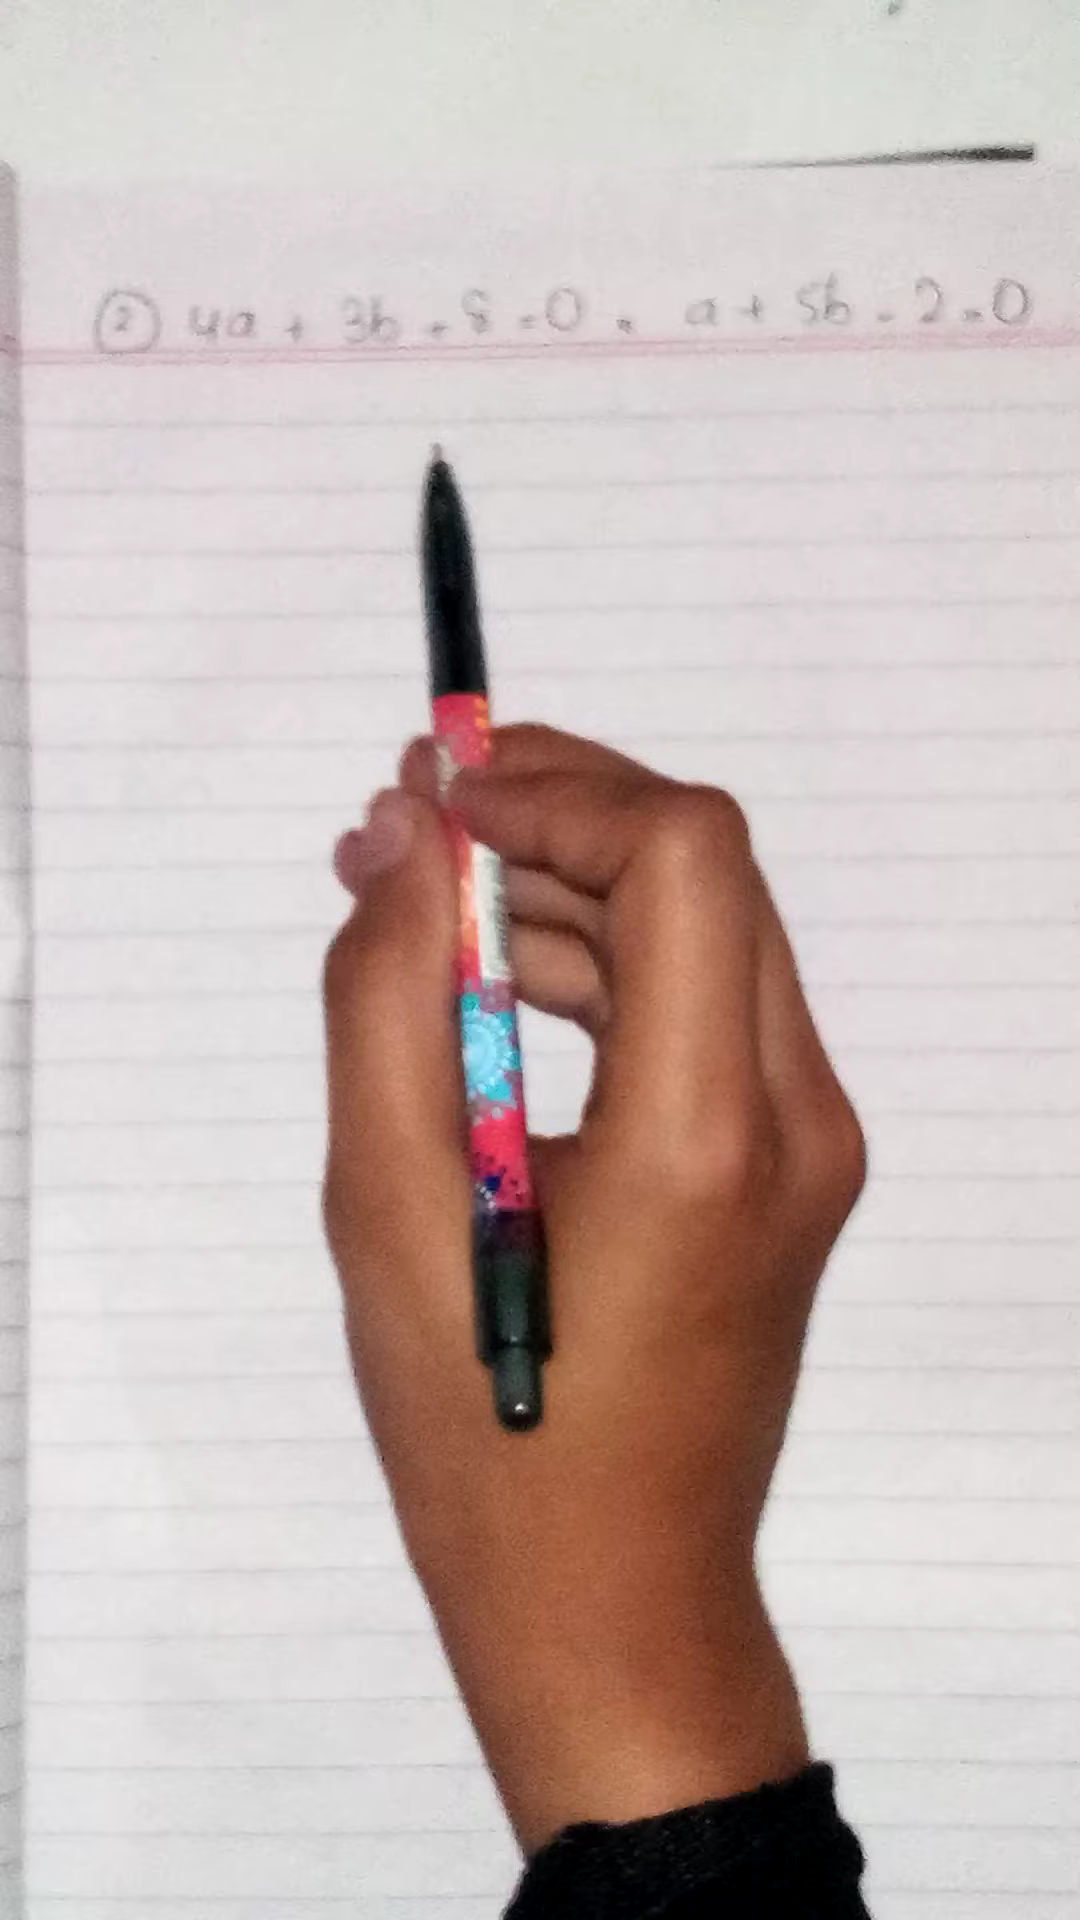 ② 4a + 3b - 8 = 0, a + 5b - 2 = 0